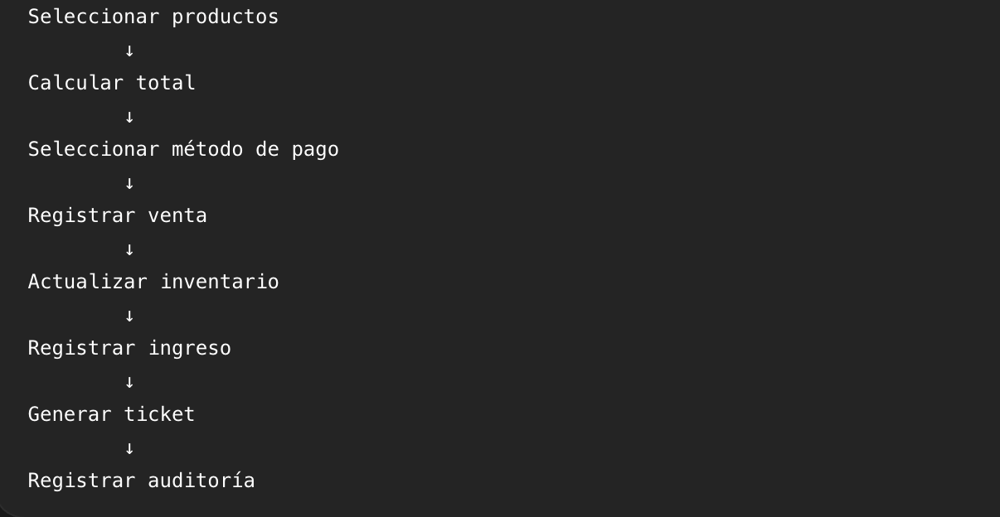 Seleccionar productos
↓
Calcular total
↓
Seleccionar método de pago
↓
Registrar venta
↓
Actualizar inventario
↓
Registrar ingreso
↓
Generar ticket
↓
Registrar auditoría